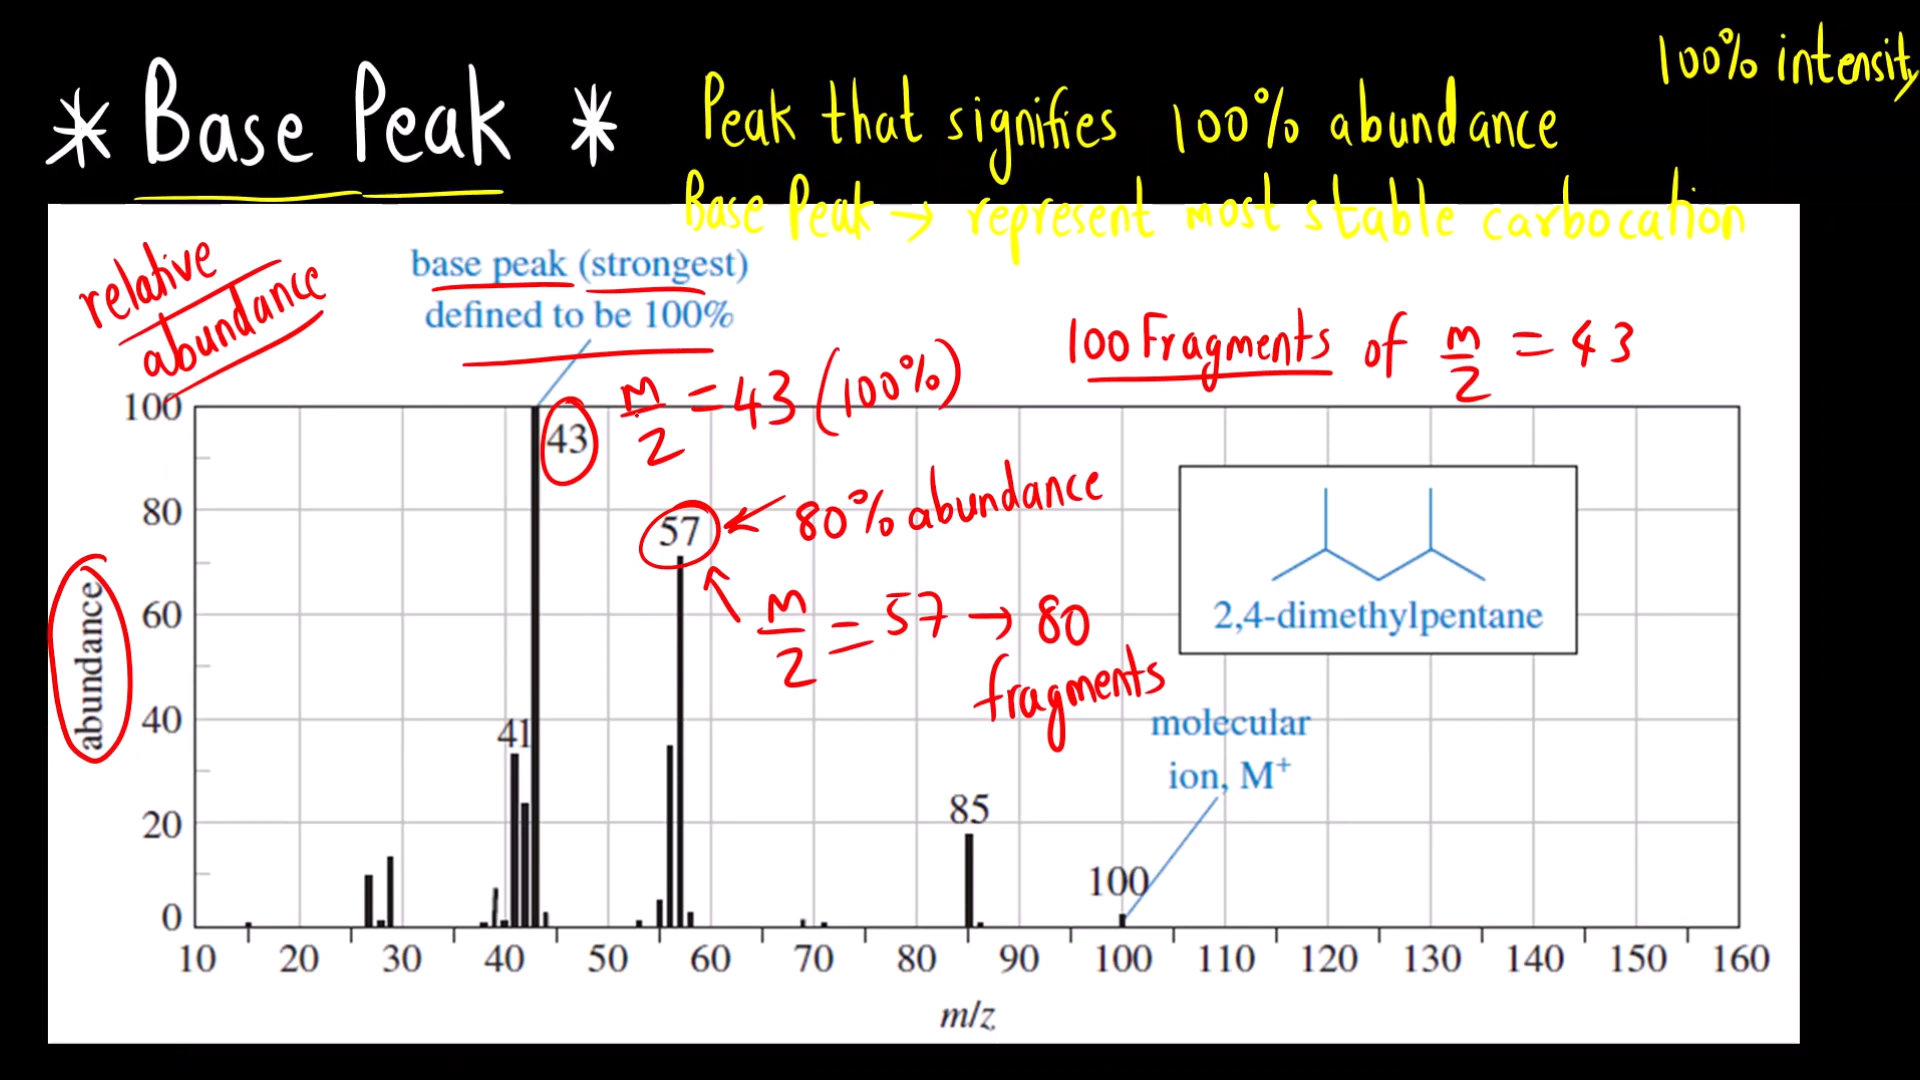 100% intensity
* Base Peak * Peak that signifies 100% abundance
Base Peak → represent most stable carbocation
relative
abundance
base peak (strongest)
defined to be 100%
100 Fragments of m/z = 43
m/z = 43 (100%)
100
43
80
57
80% abundance
m/z = 57 → 80
fragments
60
2,4-dimethylpentane
abundance
40
41
molecular
ion, M⁺
20
85
100
0
10 20 30 40 50 60 70 80 90 100 110 120 130 140 150 160
m/z